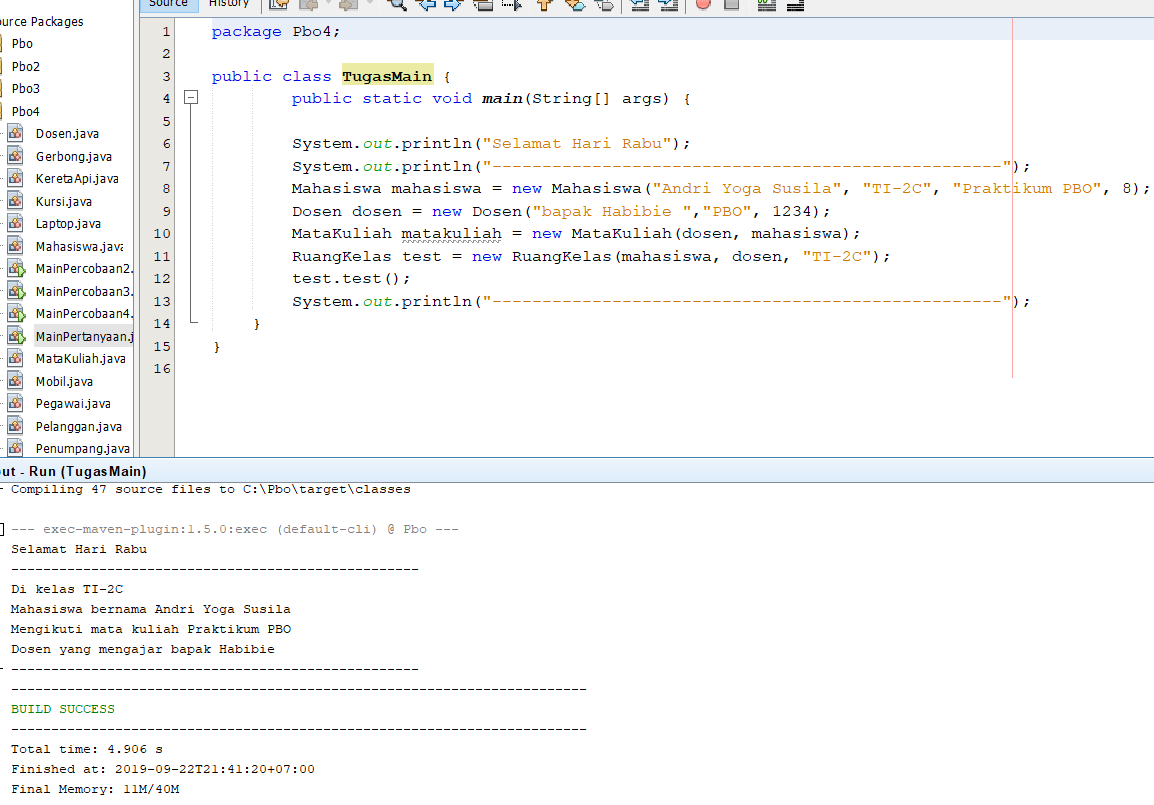 Source History
urce Packages
Pbo
Pbo2
Pbo3
Pbo4
Dosen.java
Gerbong.java
KeretaApi.java
Kursi.java
Laptop.java
Mahasiswa.java
MainPercobaan2.
MainPercobaan3.
MainPercobaan4.
MainPertanyaan.j
MataKuliah.java
Mobil.java
Pegawai.java
Pelanggan.java
Penumpang.java
1 package Pbo4;
2
3 public class TugasMain {
4 public static void main(String[] args) {
5
6 System.out.println("Selamat Hari Rabu");
7 System.out.println("---------------------------------------------------");
8 Mahasiswa mahasiswa = new Mahasiswa("Andri Yoga Susila", "TI-2C", "Praktikum PBO", 8);
9 Dosen dosen = new Dosen("bapak Habibie ","PBO", 1234);
10 MataKuliah matakuliah = new MataKuliah(dosen, mahasiswa);
11 RuangKelas test = new RuangKelas(mahasiswa, dosen, "TI-2C");
12 test.test();
13 System.out.println("---------------------------------------------------");
14 }
15 }
16
ut - Run (TugasMain)
Compiling 47 source files to C:\Pbo\target\classes
--- exec-maven-plugin:1.5.0:exec (default-cli) @ Pbo ---
Selamat Hari Rabu
---------------------------------------------------
Di kelas TI-2C
Mahasiswa bernama Andri Yoga Susila
Mengikuti mata kuliah Praktikum PBO
Dosen yang mengajar bapak Habibie
---------------------------------------------------
------------------------------------------------------------------------
BUILD SUCCESS
------------------------------------------------------------------------
Total time: 4.906 s
Finished at: 2019-09-22T21:41:20+07:00
Final Memory: 11M/40M